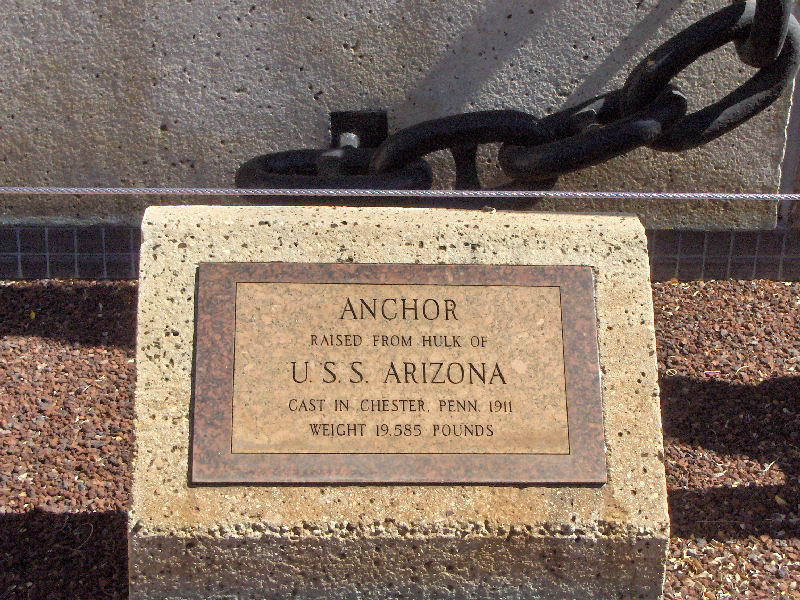 ANCHOR
RAISED FROM HULK OF
U.S.S. ARIZONA
CAST IN CHESTER, PENN. 1911
WEIGHT 19,585 POUNDS